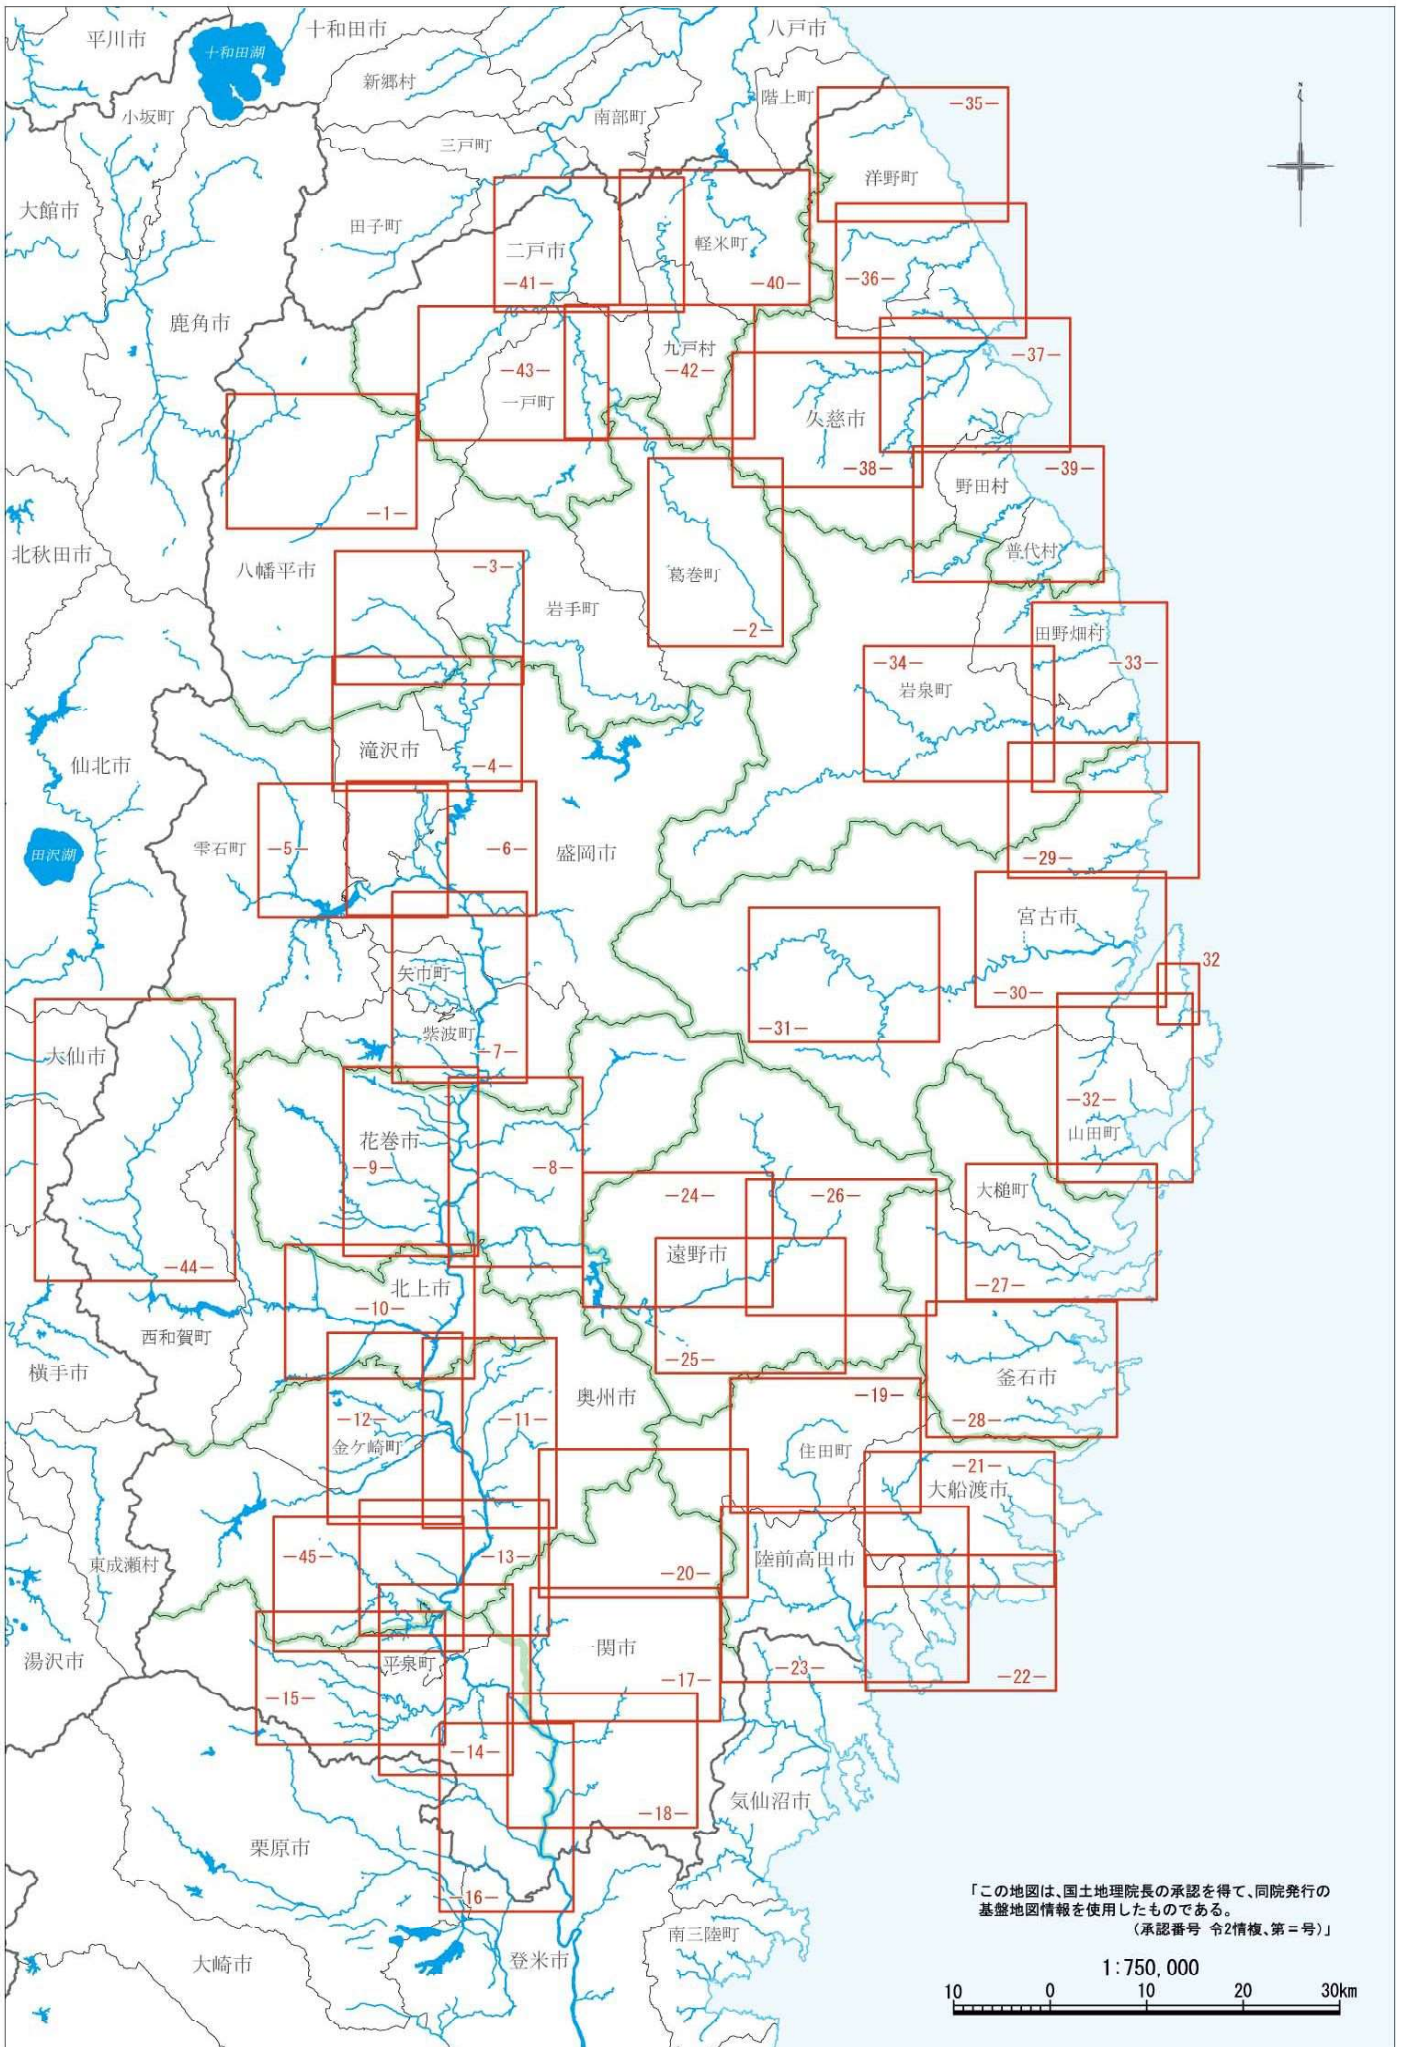 平川市
十和田湖
十和田市
八戸市
新郷村
階上町
-35-
小坂町
南部町
三戸町
N
大館市
田子町
洋野町
二戸市
軽米町
-41-
-40-
-36-
鹿角市
-43-
九戸村
-42-
-37-
一戸町
久慈市
-38-
-39-
-1-
野田村
北秋田市
八幡平市
-3-
葛巻町
普代村
岩手町
-2-
田野畑村
-34-
-33-
岩泉町
滝沢市
仙北市
-4-
田沢湖
雫石町
-5-
-6-
盛岡市
-29-
宮古市
矢巾町
32
-30-
-31-
紫波町
-7-
大仙市
-32-
花巻市
山田町
-9-
-8-
-24-
-26-
大槌町
遠野市
-44-
北上市
-27-
-10-
西和賀町
-25-
横手市
釜石市
奥州市
-19-
-12-
-11-
-28-
金ケ崎町
住田町
-21-
大船渡市
東成瀬村
-45-
-13-
陸前高田市
-20-
湯沢市
一関市
平泉町
-23-
-22-
-15-
-17-
-14-
気仙沼市
-18-
栗原市
-16-
南三陸町
大崎市
登米市
「この地図は、国土地理院長の承認を得て、同院発行の
基盤地図情報を使用したものである。
（承認番号 令2情複、第＝号）」
1:750,000
10 0 10 20 30km